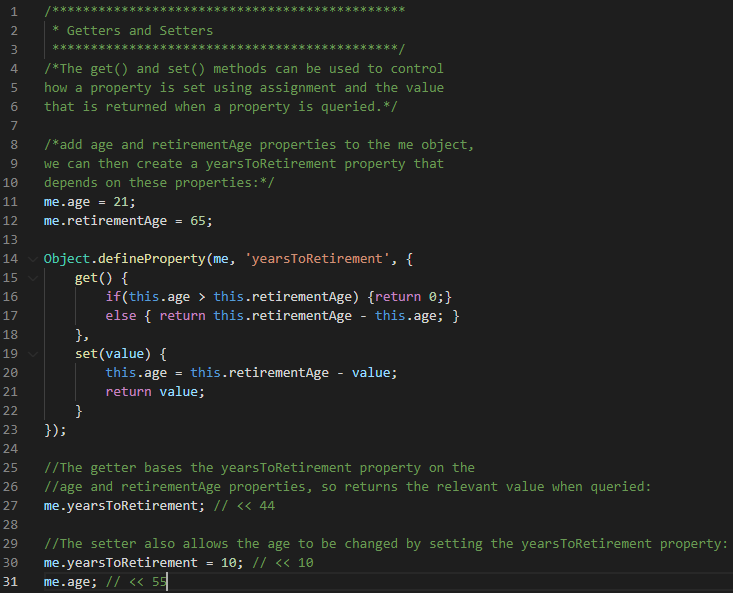 1 /**********************************************
2  * Getters and Setters
3  *********************************************/
4 /*The get() and set() methods can be used to control
5 how a property is set using assignment and the value
6 that is returned when a property is queried.*/
7
8 /*add age and retirementAge properties to the me object,
9 we can then create a yearsToRetirement property that
10 depends on these properties:*/
11 me.age = 21;
12 me.retirementAge = 65;
13
14 Object.defineProperty(me, 'yearsToRetirement', {
15     get() {
16         if(this.age > this.retirementAge) {return 0;}
17         else { return this.retirementAge - this.age; }
18     },
19     set(value) {
20         this.age = this.retirementAge - value;
21         return value;
22     }
23 });
24
25 //The getter bases the yearsToRetirement property on the
26 //age and retirementAge properties, so returns the relevant value when queried:
27 me.yearsToRetirement; // << 44
28
29 //The setter also allows the age to be changed by setting the yearsToRetirement property:
30 me.yearsToRetirement = 10; // << 10
31 me.age; // << 55